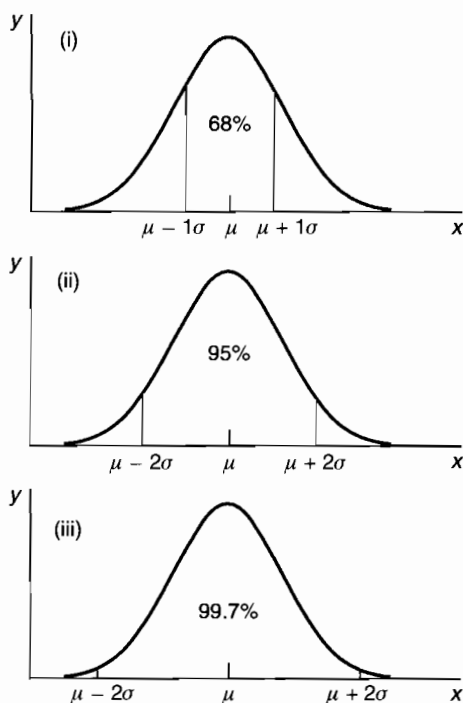 y
(i)
68%
μ − 1σ μ μ + 1σ x
y
(ii)
95%
μ − 2σ μ μ + 2σ x
y
(iii)
99.7%
μ − 2σ μ μ + 2σ x